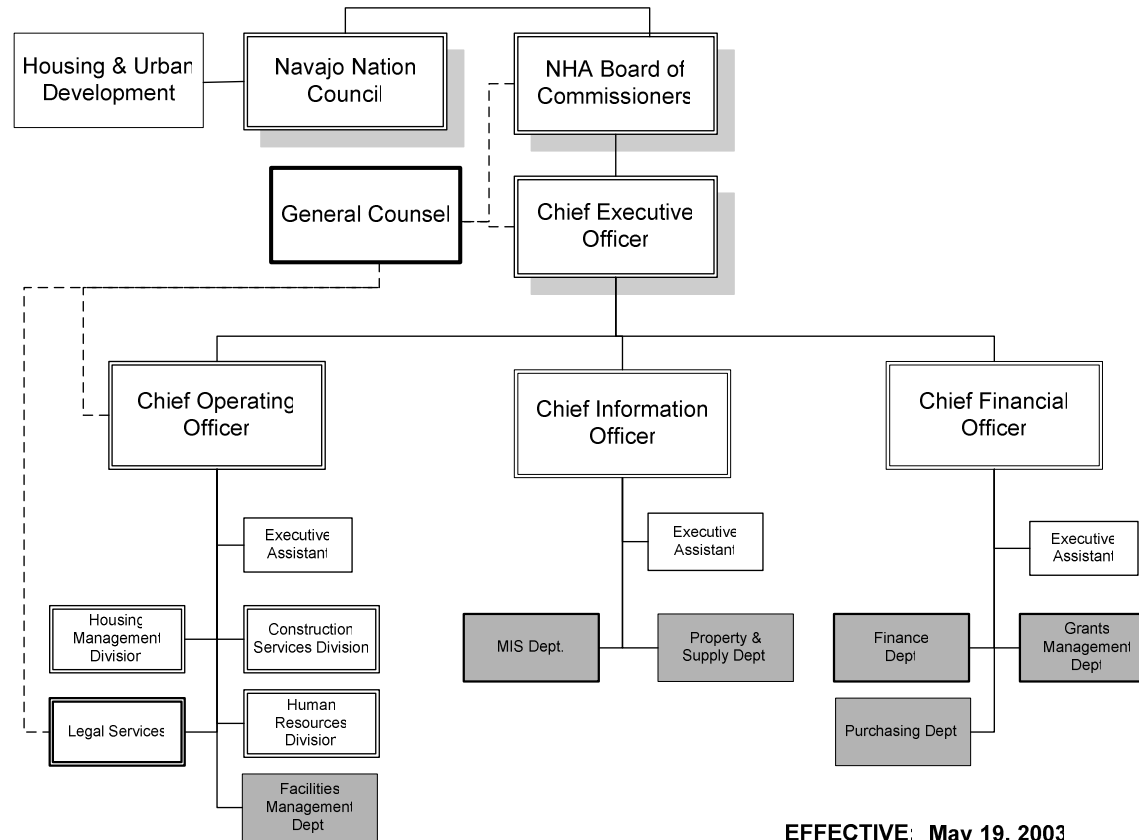 Housing & Urban
Development
Navajo Nation
Council
NHA Board of
Commissioners
General Counsel
Chief Executive
Officer
Chief Operating
Officer
Chief Information
Officer
Chief Financial
Officer
Executive
Assistant
Executive
Assistant
Executive
Assistant
Housing
Management
Division
Construction
Services Division
MIS Dept.
Property &
Supply Dept
Finance
Dept
Grants
Management
Dept
Legal Services
Human
Resources
Division
Purchasing Dept
Facilities
Management
Dept
EFFECTIVE: May 19, 2003